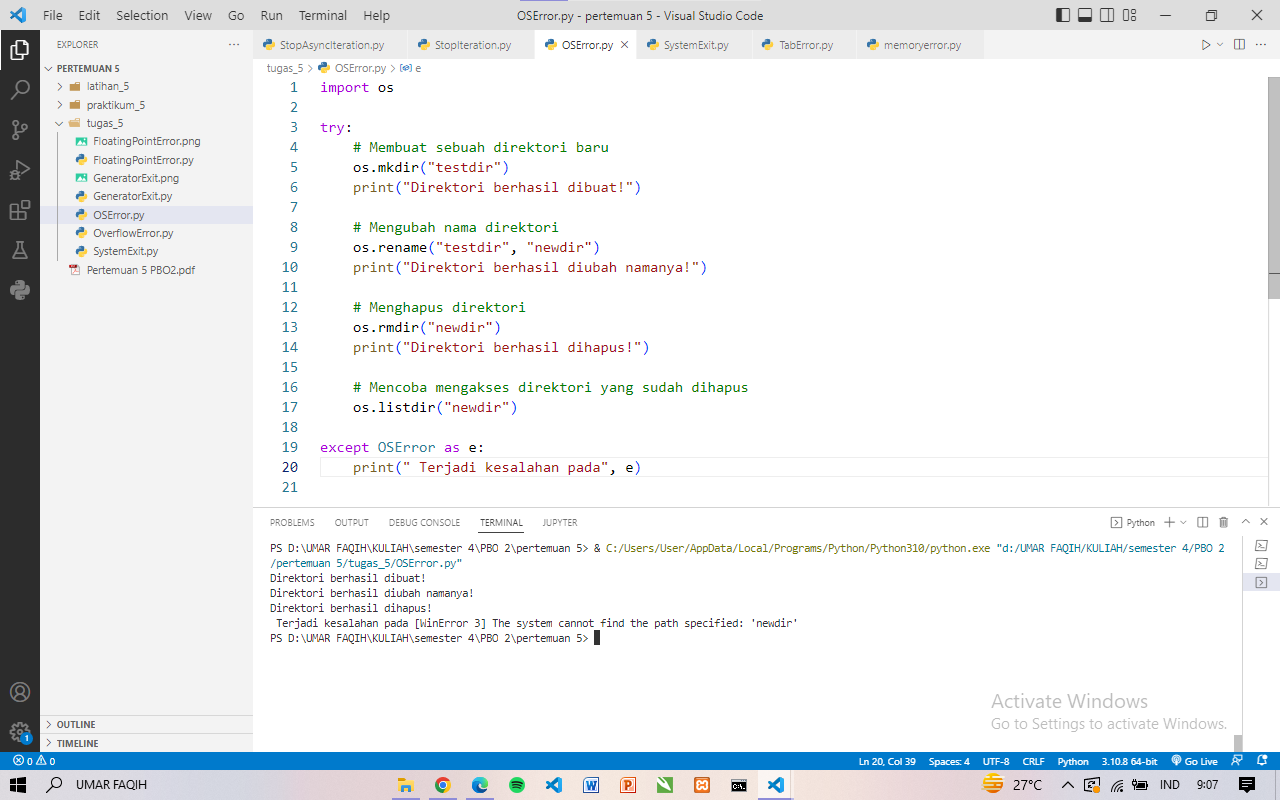 File Edit Selection View Go Run Terminal Help OSError.py - pertemuan 5 - Visual Studio Code
EXPLORER
PERTEMUAN 5
latihan_5
praktikum_5
tugas_5
FloatingPointError.png
FloatingPointError.py
GeneratorExit.png
GeneratorExit.py
OSError.py
OverflowError.py
SystemExit.py
Pertemuan 5 PBO2.pdf
OUTLINE
TIMELINE
StopAsyncIteration.py StopIteration.py OSError.py SystemExit.py TabError.py memoryerror.py
tugas_5 > OSError.py > e
1 import os
2
3 try:
4     # Membuat sebuah direktori baru
5     os.mkdir("testdir")
6     print("Direktori berhasil dibuat!")
7
8     # Mengubah nama direktori
9     os.rename("testdir", "newdir")
10     print("Direktori berhasil diubah namanya!")
11
12     # Menghapus direktori
13     os.rmdir("newdir")
14     print("Direktori berhasil dihapus!")
15
16     # Mencoba mengakses direktori yang sudah dihapus
17     os.listdir("newdir")
18
19 except OSError as e:
20     print(" Terjadi kesalahan pada", e)
21
PROBLEMS OUTPUT DEBUG CONSOLE TERMINAL JUPYTER Python
PS D:\UMAR FAQIH\KULIAH\semester 4\PBO 2\pertemuan 5> & C:/Users/User/AppData/Local/Programs/Python/Python310/python.exe "d:/UMAR FAQIH/KULIAH/semester 4/PBO 2
/pertemuan 5/tugas_5/OSError.py"
Direktori berhasil dibuat!
Direktori berhasil diubah namanya!
Direktori berhasil dihapus!
 Terjadi kesalahan pada [WinError 3] The system cannot find the path specified: 'newdir'
PS D:\UMAR FAQIH\KULIAH\semester 4\PBO 2\pertemuan 5>
Activate Windows
Go to Settings to activate Windows.
1
0 0 Ln 20, Col 39 Spaces: 4 UTF-8 CRLF Python 3.10.8 64-bit Go Live
UMAR FAQIH 27°C IND 9:07